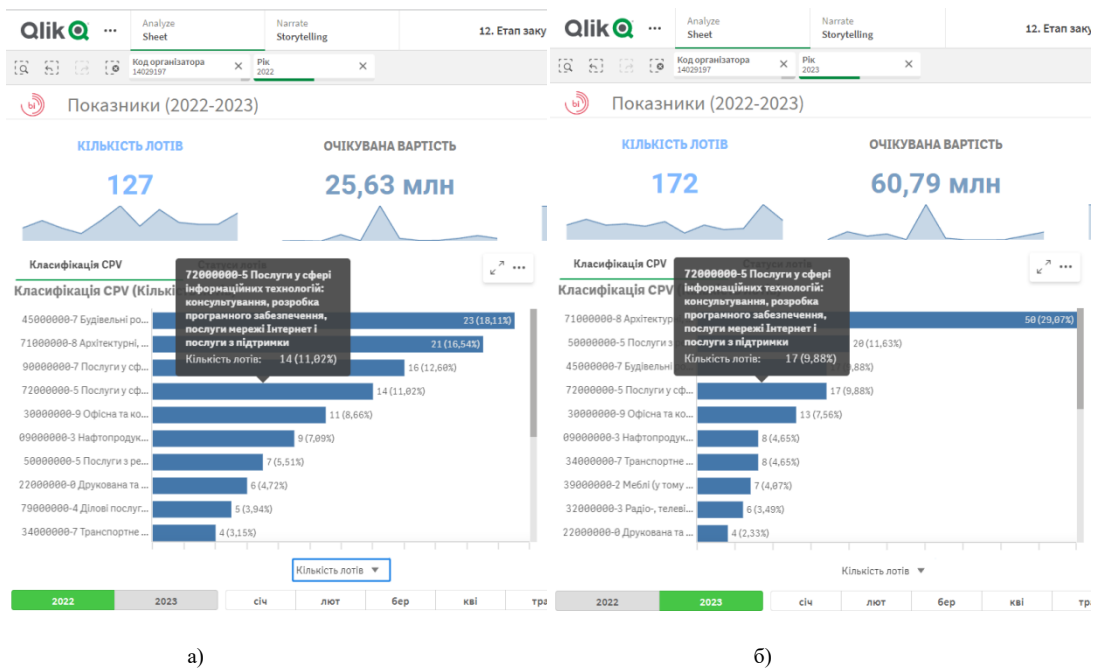 Qlik
Analyze
Sheet
Narrate
Storytelling
12. Етап заку
Код організатора
14029197
Рік
2022
bi
Показники (2022-2023)
КІЛЬКІСТЬ ЛОТІВ
127
ОЧІКУВАНА ВАРТІСТЬ
25,63 млн
Класифікація CPV
Класифікація CPV (Кількі
72000000-5 Послуги у сфері
інформаційних технологій:
консультування, розробка
програмного забезпечення,
послуги мережі Інтернет і
послуги з підтримки
Кількість лотів: 14 (11,02%)
45000000-7 Будівельні ро... 23 (18,11%)
71000000-8 Архітектурні, ... 21 (16,54%)
90000000-7 Послуги у сф... 16 (12,60%)
72000000-5 Послуги у сф... 14 (11,02%)
30000000-9 Офісна та ко... 11 (8,66%)
09000000-3 Нафтопродук... 9 (7,09%)
50000000-5 Послуги з ре... 7 (5,51%)
22000000-0 Друкована та ... 6 (4,72%)
79000000-4 Ділові послуг... 5 (3,94%)
34000000-7 Транспортне ... 4 (3,15%)
Кількість лотів
2022 2023 січ лют бер кві тра
а)
Qlik
Analyze
Sheet
Narrate
Storytelling
12. Етап заку
Код організатора
14029197
Рік
2023
bi
Показники (2022-2023)
КІЛЬКІСТЬ ЛОТІВ
172
ОЧІКУВАНА ВАРТІСТЬ
60,79 млн
Класифікація CPV
Статуси лотів
Класифікація CPV
72000000-5 Послуги у сфері
інформаційних технологій:
консультування, розробка
програмного забезпечення,
послуги мережі Інтернет і
послуги з підтримки
Кількість лотів: 17 (9,88%)
71000000-8 Архітектур 50 (29,07%)
50000000-5 Послуги з 20 (11,63%)
45000000-7 Будівельні ,88%)
72000000-5 Послуги у сф... 17 (9,88%)
30000000-9 Офісна та ко... 13 (7,56%)
09000000-3 Нафтопродук... 8 (4,65%)
34000000-7 Транспортне ... 8 (4,65%)
39000000-2 Меблі (у тому ... 7 (4,07%)
32000000-3 Радіо-, телеві... 6 (3,49%)
22000000-0 Друкована та ... 4 (2,33%)
Кількість лотів
2022 2023 січ лют бер кві тр
б)